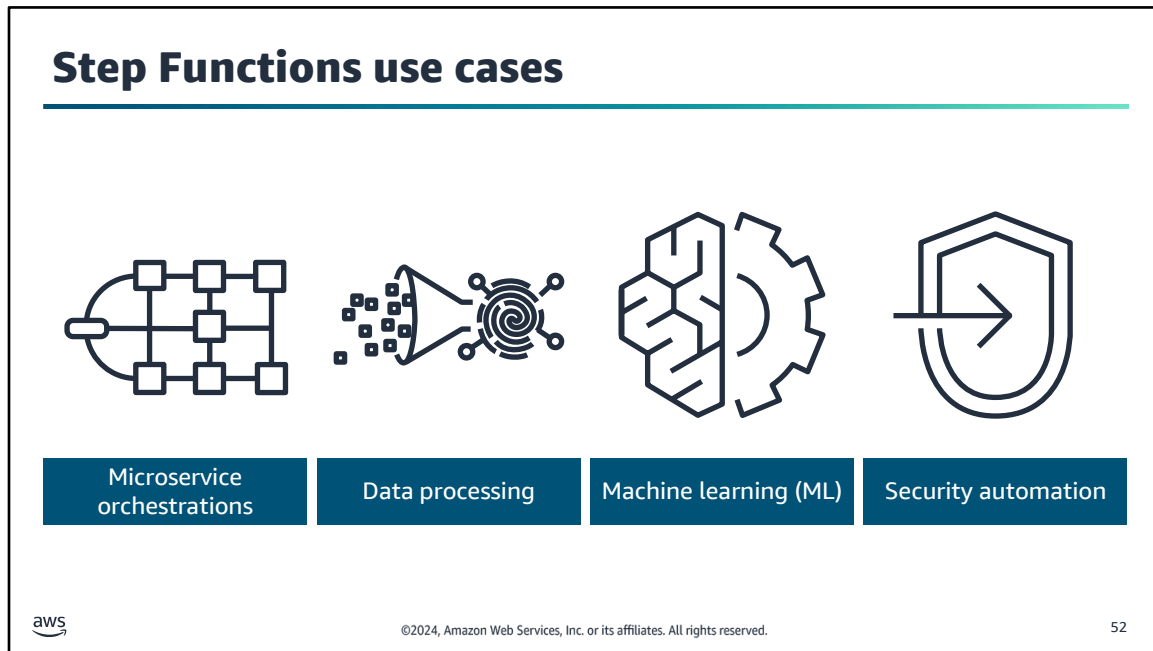 Step Functions use cases
Microservice
orchestrations
Data processing
Machine learning (ML)
Security automation
aws
©2024, Amazon Web Services, Inc. or its affiliates. All rights reserved.
52